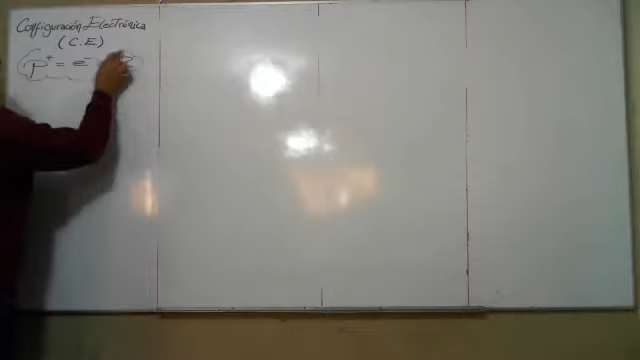 Configuración Electrónica
(C.E)
p⁺ = e⁻